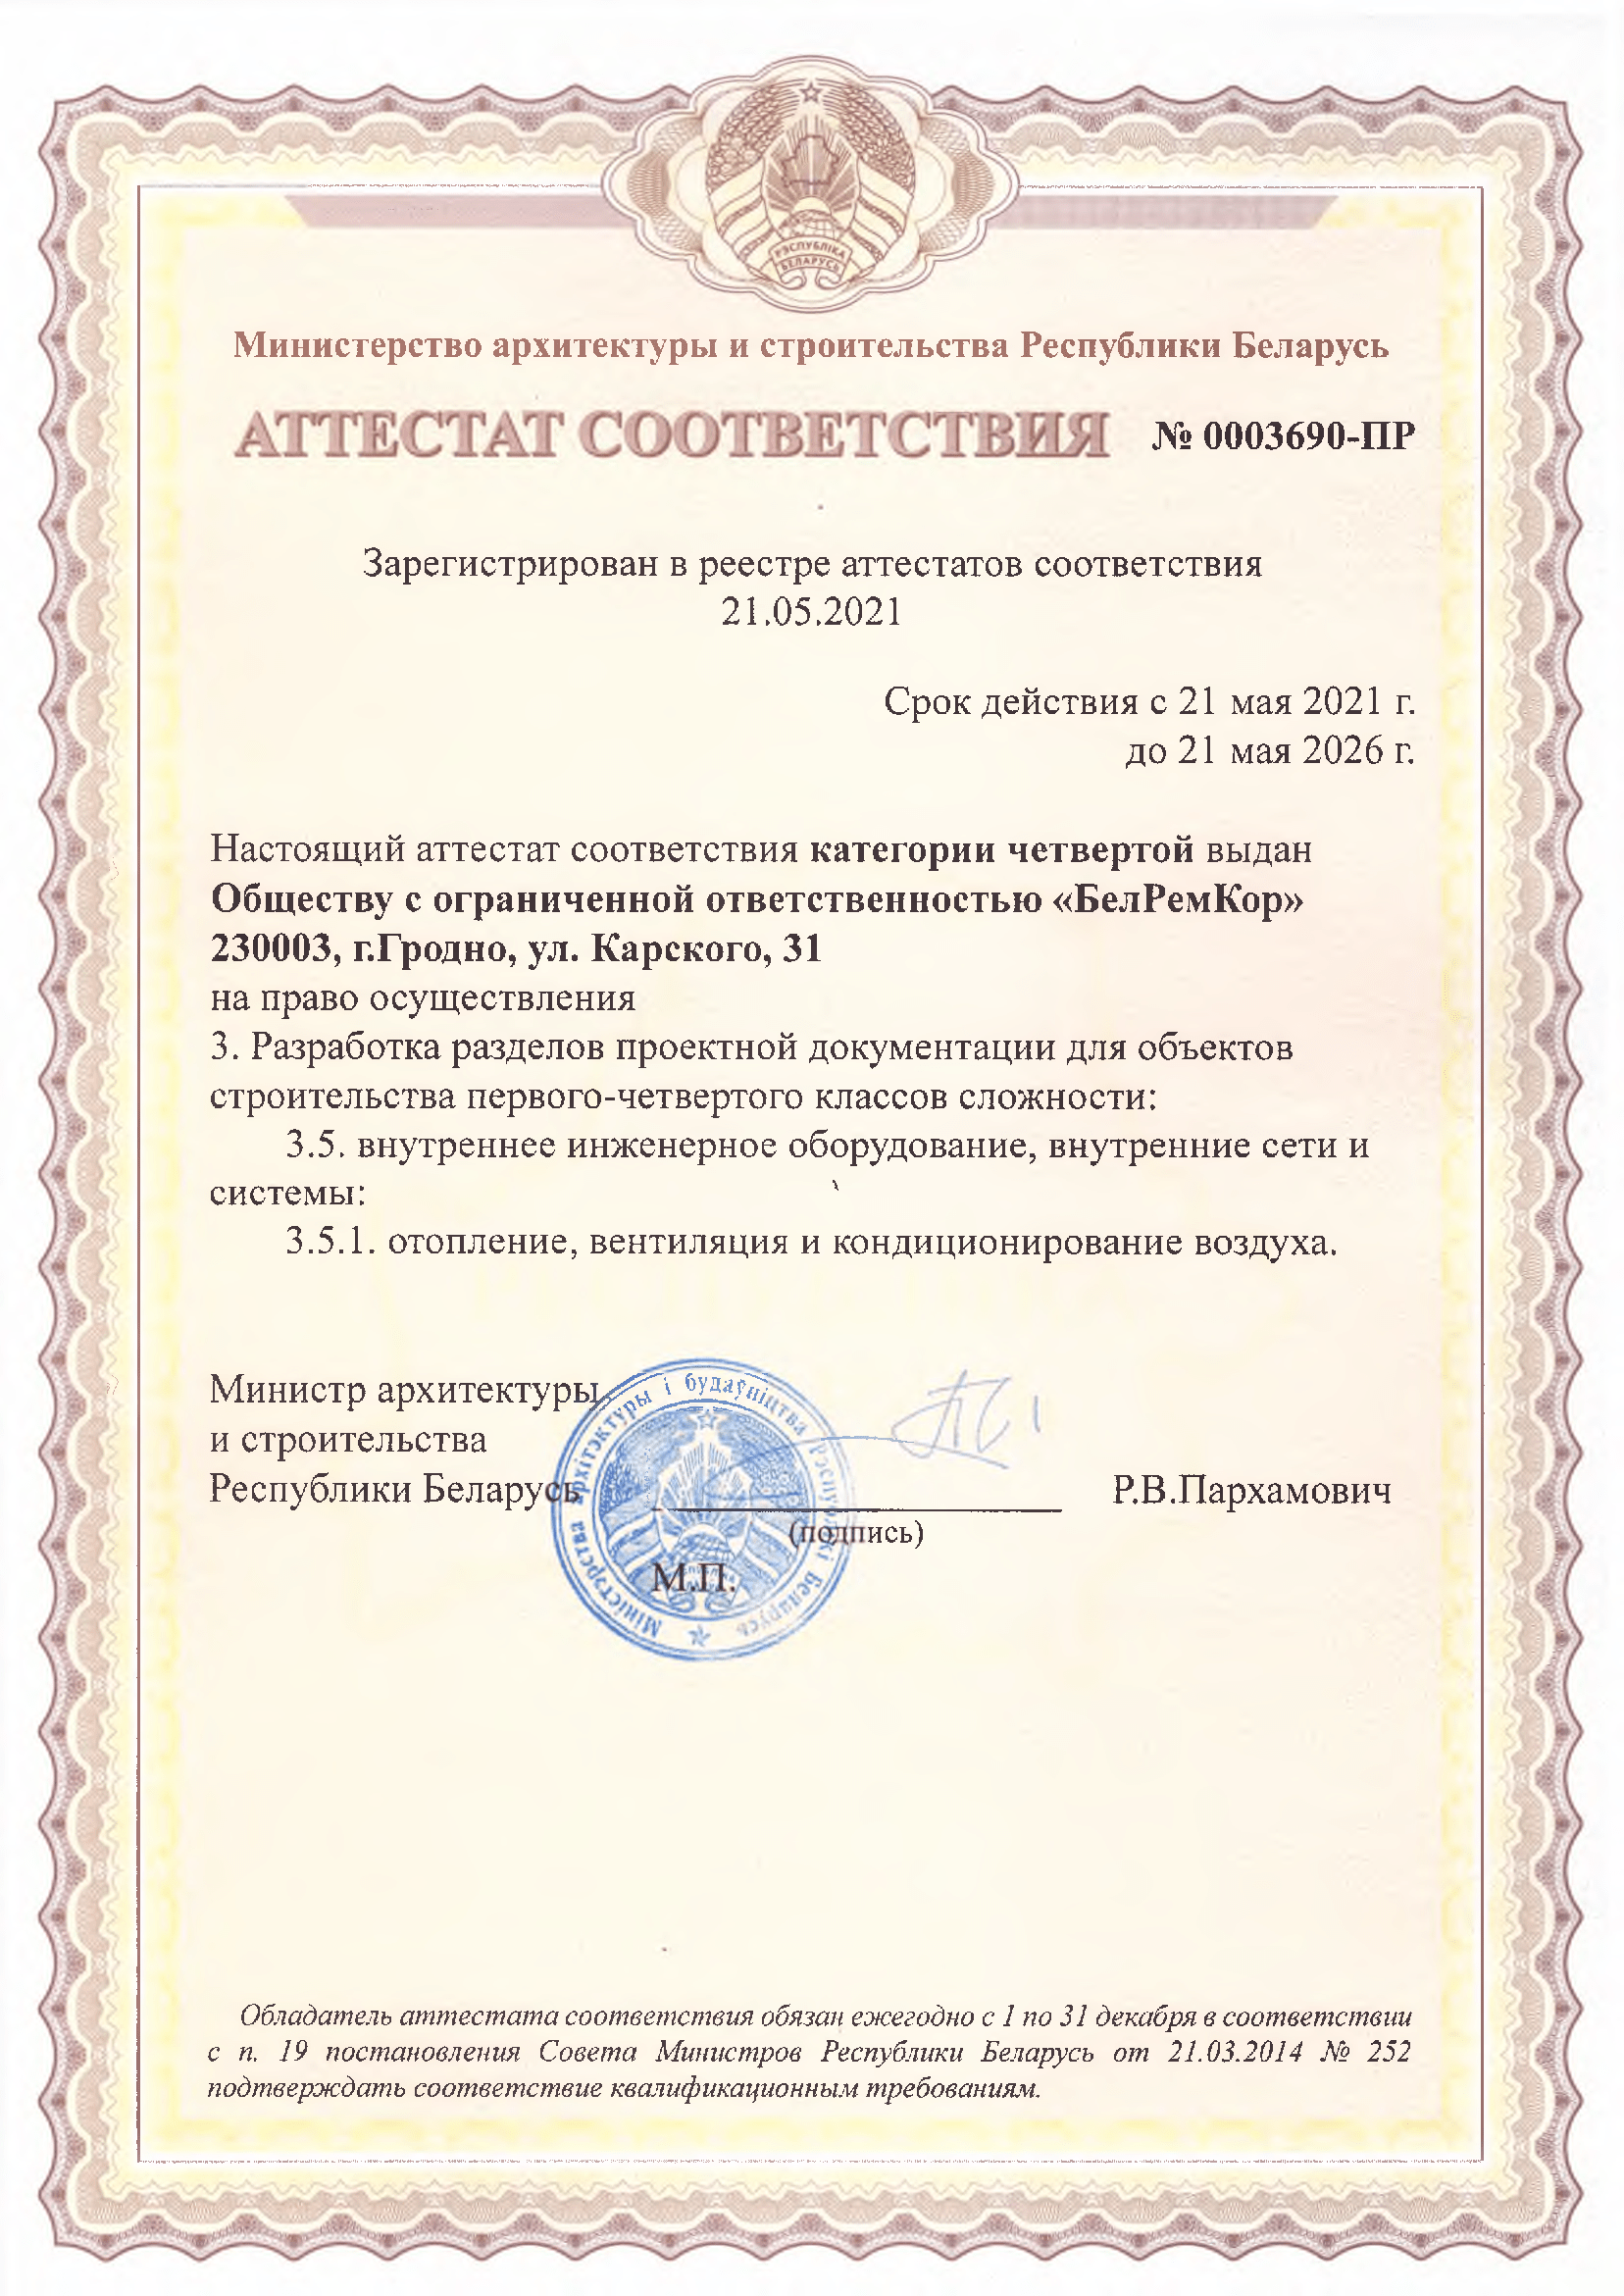 РЭСПУБЛІКА
БЕЛАРУСЬ
Министерство архитектуры и строительства Республики Беларусь
АТТЕСТАТ СООТВЕТСТВИЯ № 0003690-ПР
Зарегистрирован в реестре аттестатов соответствия
21.05.2021
Срок действия с 21 мая 2021 г.
до 21 мая 2026 г.
Настоящий аттестат соответствия категории четвертой выдан
Обществу с ограниченной ответственностью «БелРемКор»
230003, г.Гродно, ул. Карского, 31
на право осуществления
3. Разработка разделов проектной документации для объектов
строительства первого-четвертого классов сложности:
3.5. внутреннее инженерное оборудование, внутренние сети и
системы:
3.5.1. отопление, вентиляция и кондиционирование воздуха.
Министр архитектуры
и строительства
Республики Беларусь
Р.В.Пархамович
(подпись)
М.П.
Міністэрства архітэктуры і будаўніцтва Рэспублікі Беларусь
Обладатель аттестата соответствия обязан ежегодно с 1 по 31 декабря в соответствии
с п. 19 постановления Совета Министров Республики Беларусь от 21.03.2014 № 252
подтверждать соответствие квалификационным требованиям.